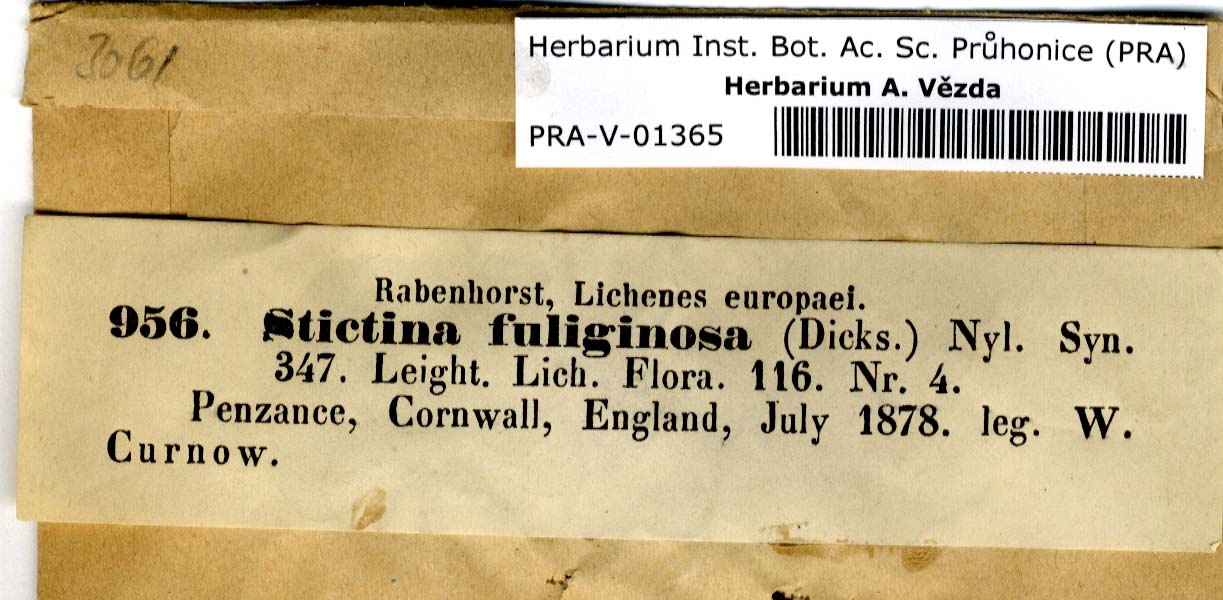 3061
Herbarium Inst. Bot. Ac. Sc. Průhonice (PRA)
Herbarium A. Vězda
PRA-V-01365
Rabenhorst, Lichenes europaei.
956. Stictina fuliginosa (Dicks.) Nyl. Syn.
347. Leight. Lich. Flora. 116. Nr. 4.
Penzance, Cornwall, England, July 1878. leg. W.
Curnow.